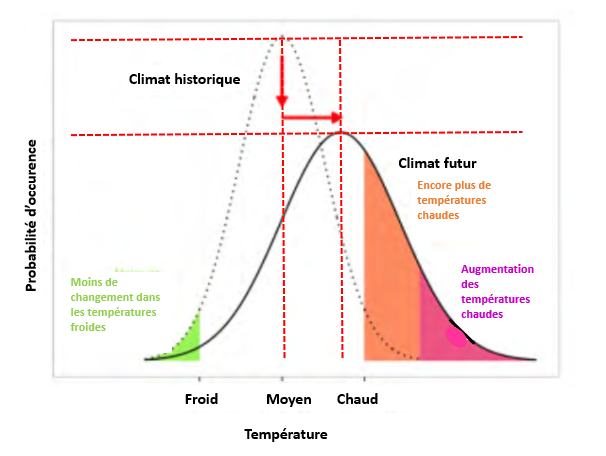 Climat historique
Climat futur
Encore plus de
températures
chaudes
Augmentation
des
températures
chaudes
Moins de
changement dans
les températures
froides
Probabilité d'occurence
Froid
Moyen
Chaud
Température